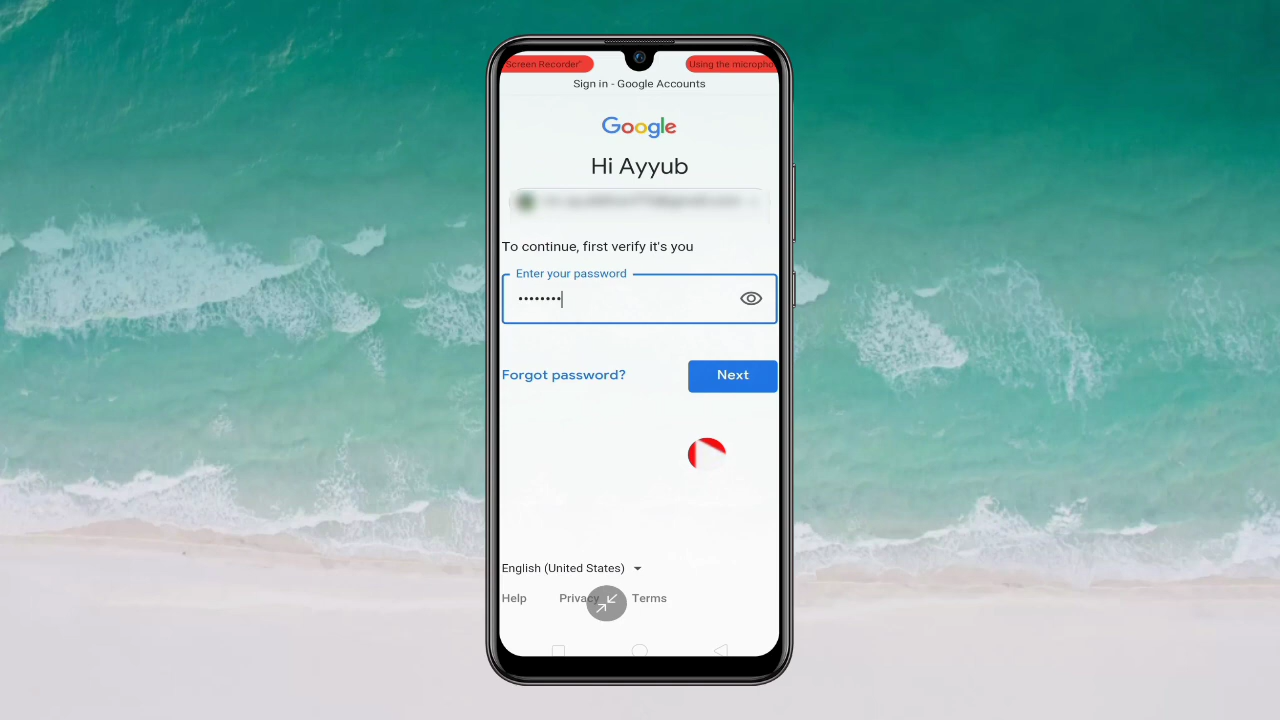 Screen Recorder"
Using the micropho
Sign in - Google Accounts
Google
Hi Ayyub
To continue, first verify it's you
Enter your password
••••••••
Forgot password?
Next
English (United States)
Help Privacy Terms